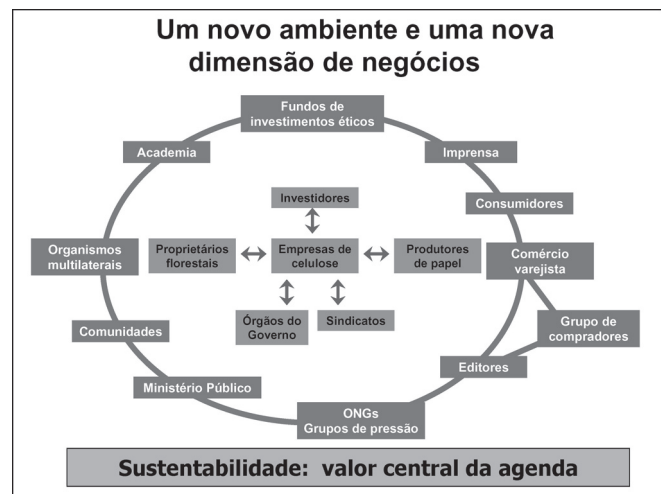 Um novo ambiente e uma nova
dimensão de negócios
Fundos de
investimentos éticos
Academia
Imprensa
Investidores
Consumidores
Organismos
multilaterais
Proprietários
florestais
Empresas de
celulose
Produtores
de papel
Comércio
varejista
Órgãos do
Governo
Sindicatos
Comunidades
Grupo de
compradores
Editores
Ministério Público
ONGs
Grupos de pressão
Sustentabilidade: valor central da agenda